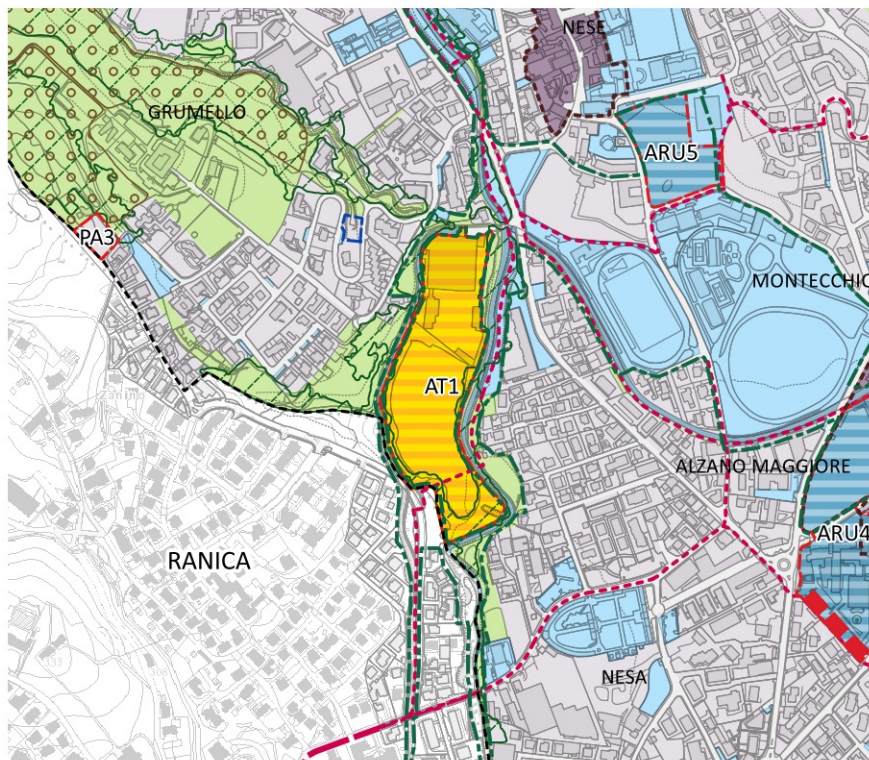 NESE
GRUMELLO
ARU5
PA3
MONTECCHIO
AT1
ALZANO MAGGIORE
ARU4
RANICA
NESA